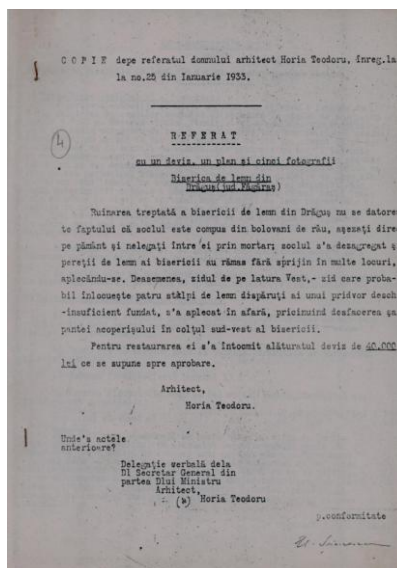 COPIE depe referatul domnului arhitect Horia Teodoru, înreg.la
la no.25 din Ianuarie 1933.
4
REFERAT
cu un deviz, un plan si cinci fotografii
Biserica de lemn din
Drăguș(jud.Făgăraș)
Ruinarea treptată a bisericii de lemn din Drăguș nu se datore
te faptului că soclul este compus din bolovani de râu, așezați dire
pe pământ și nelegați între ei prin mortar; soclul s'a dezagregat ș
pereții de lemn ai bisericii au rămas fără sprijin în multe locuri,
aplecându-se. Deasemenea, zidul de pe latura Vest,- zid care proba-
bil înlocuește patru stâlpi de lemn dispăruți ai unui pridvor desch
-insuficient fundat, s'a aplecat în afară, pricinuind desfacerea șa
pantei acoperișului în colțul sud-vest al bisericii.
Pentru restaurarea ei s'a întocmit alăturatul deviz de 40.000
lei ce se supune spre aprobare.
Arhitect,
Horia Teodoru.
Unde's actele
anterioare?
Delegație verbală dela
Dl Secretar General din
partea Dlui Ministru
Arhitect,
Horia Teodoru
p.conformitate